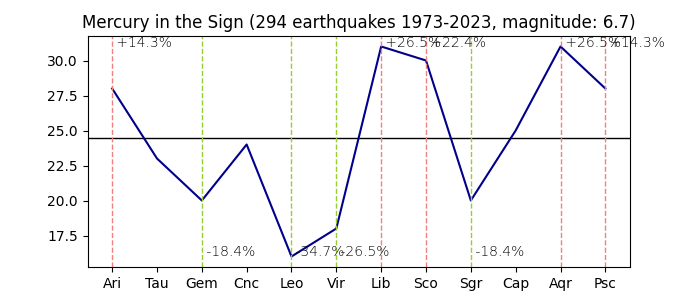 Mercury in the Sign (294 earthquakes 1973-2023, magnitude: 6.7)
+14.3% +26.5% +22.4% +26.5% +14.3%
30.0
27.5
25.0
22.5
20.0
17.5
-18.4% -34.7% -26.5% -18.4%
Ari Tau Gem Cnc Leo Vir Lib Sco Sgr Cap Aqr Psc